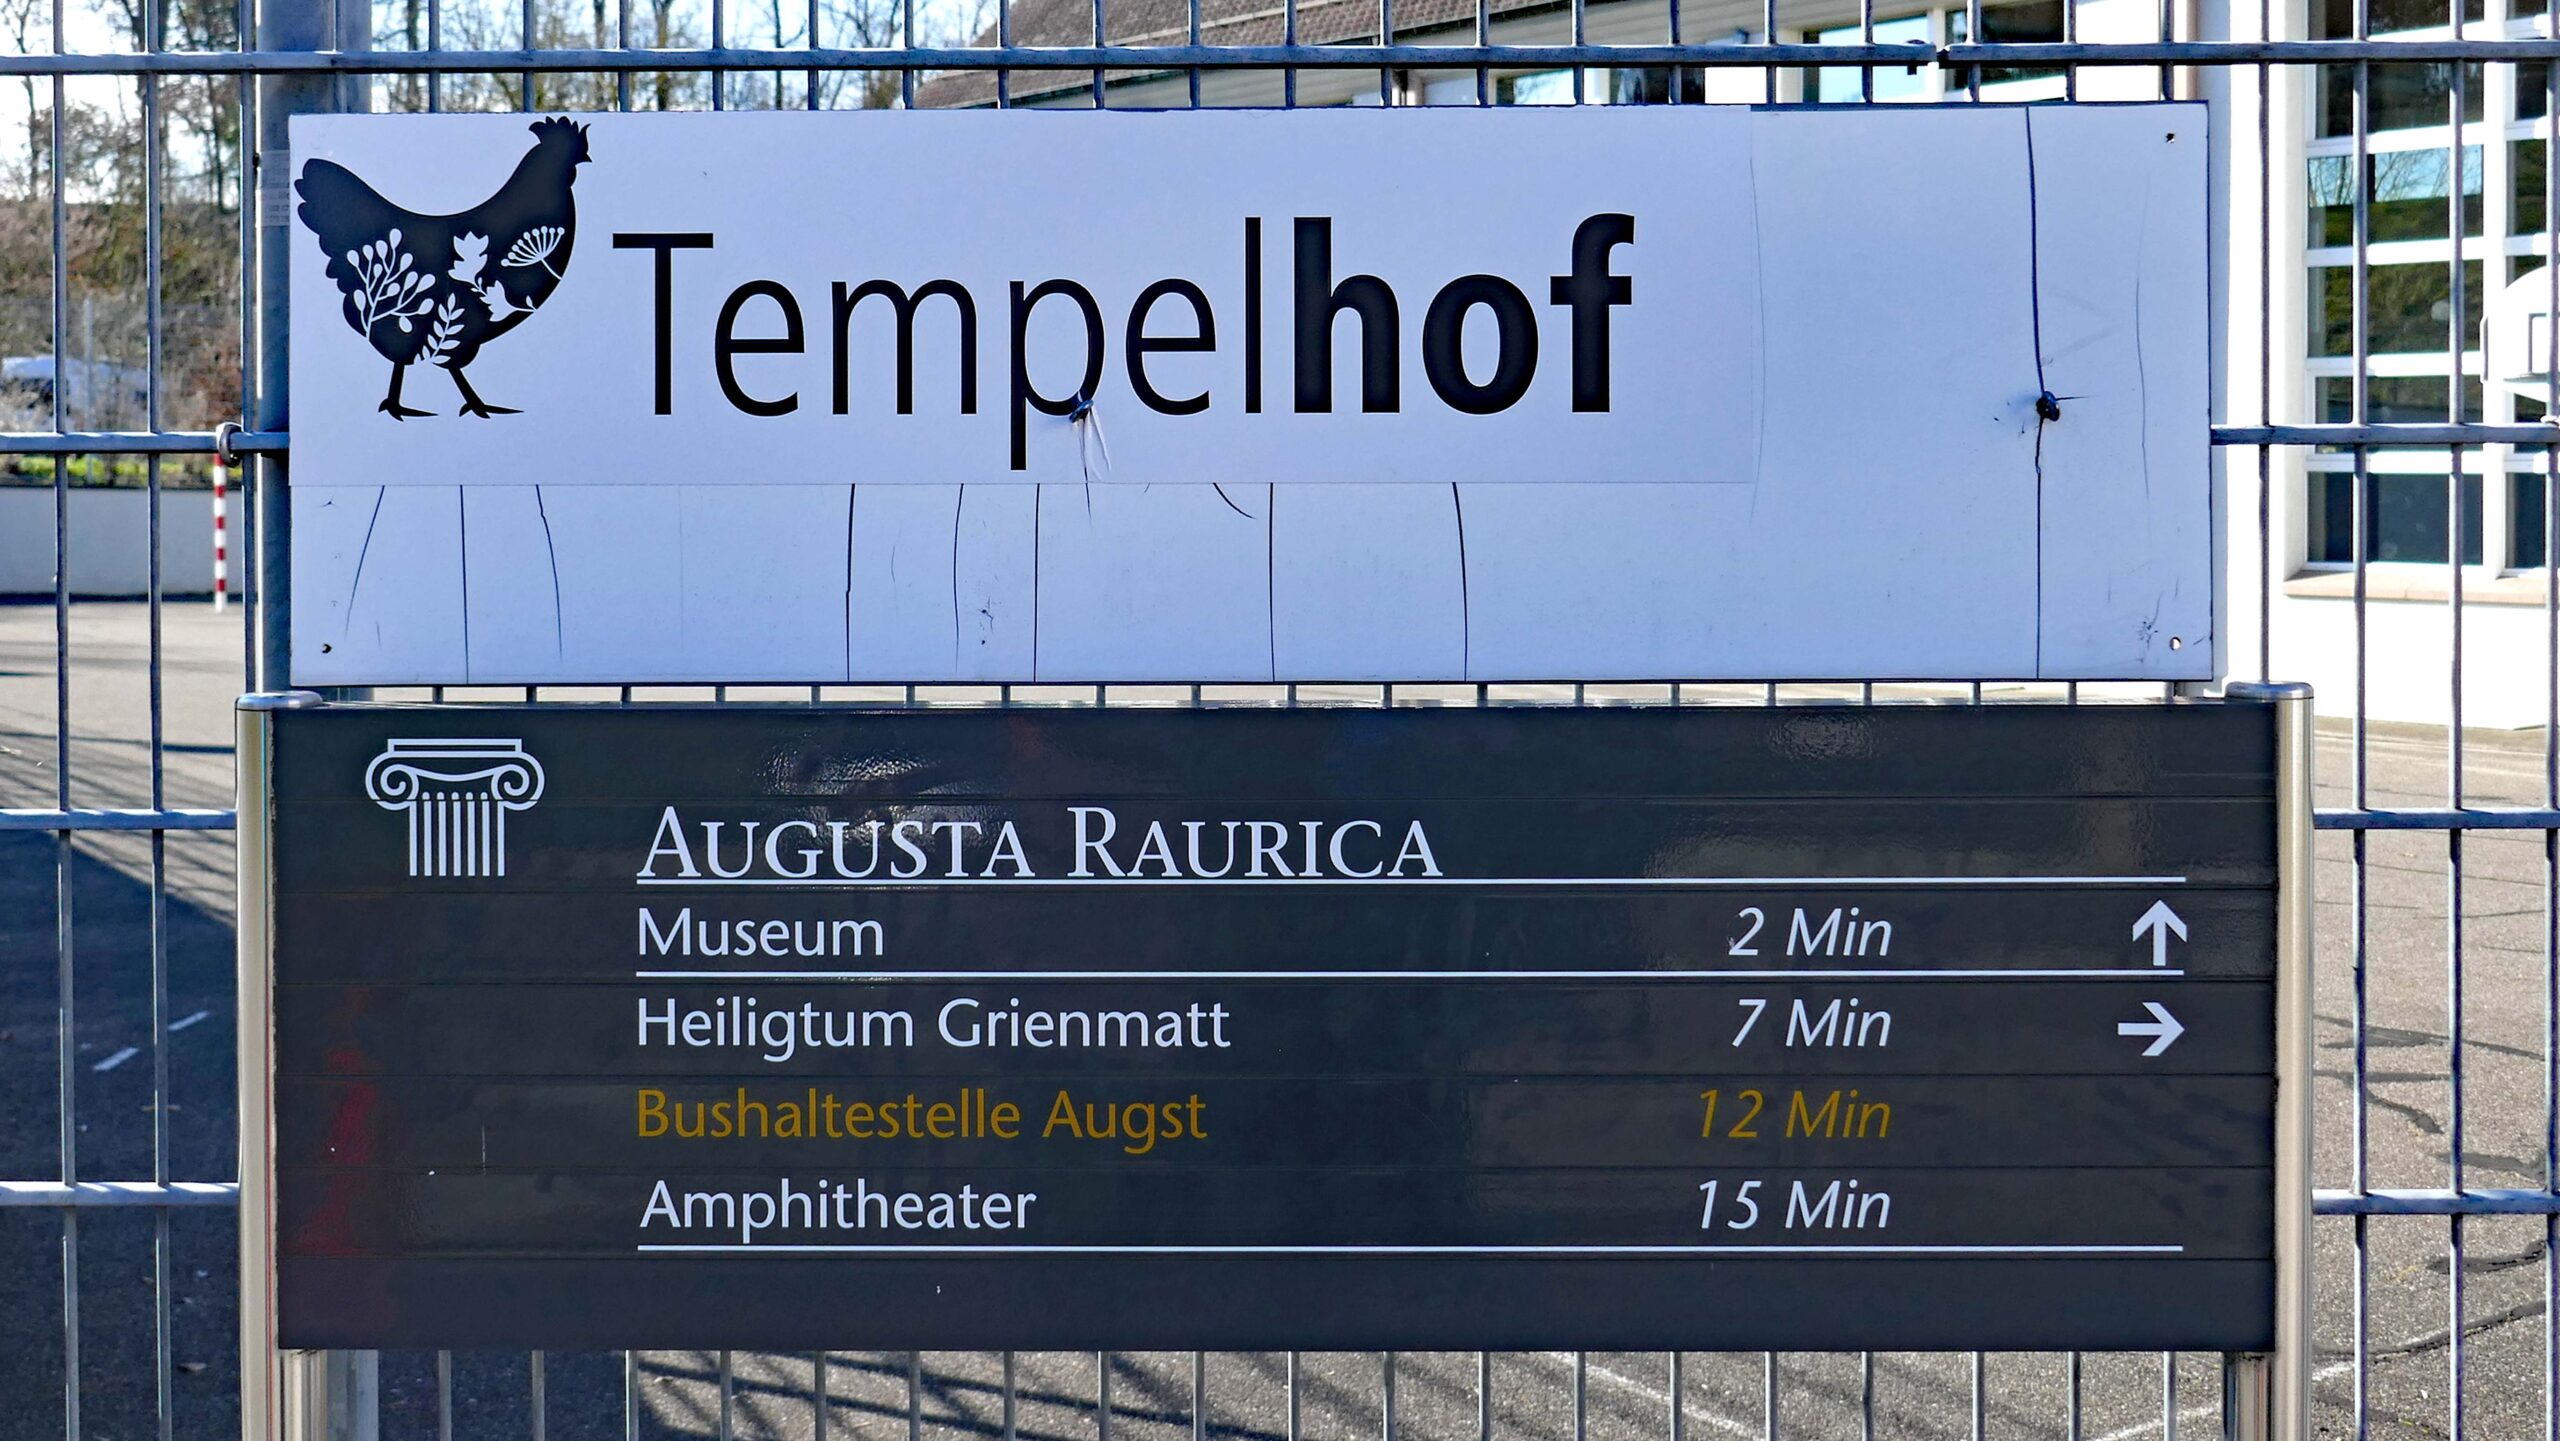 Tempelhof
AUGUSTA RAURICA
Museum 2 Min ↑
Heiligtum Grienmatt 7 Min →
Bushaltestelle Augst 12 Min
Amphitheater 15 Min